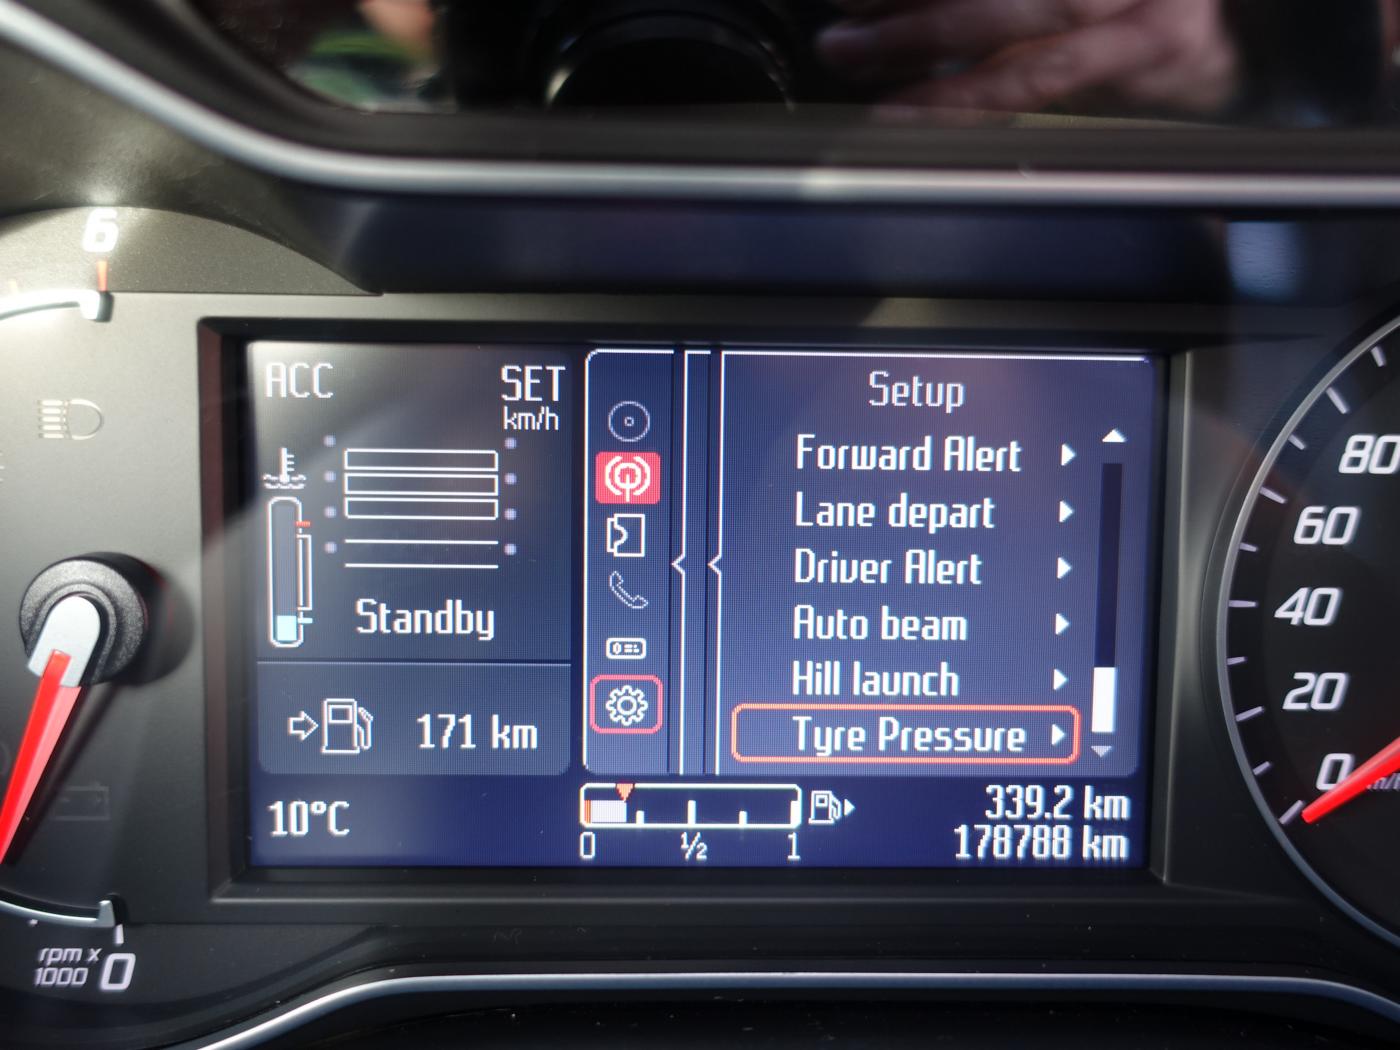 6
ACC
SET
km/h
Standby
171 km
10°C
Setup
Forward Alert
Lane depart
Driver Alert
Auto beam
Hill launch
Tyre Pressure
0 ½ 1
339.2 km
178788 km
80
60
40
20
0
rpm x
1000 0